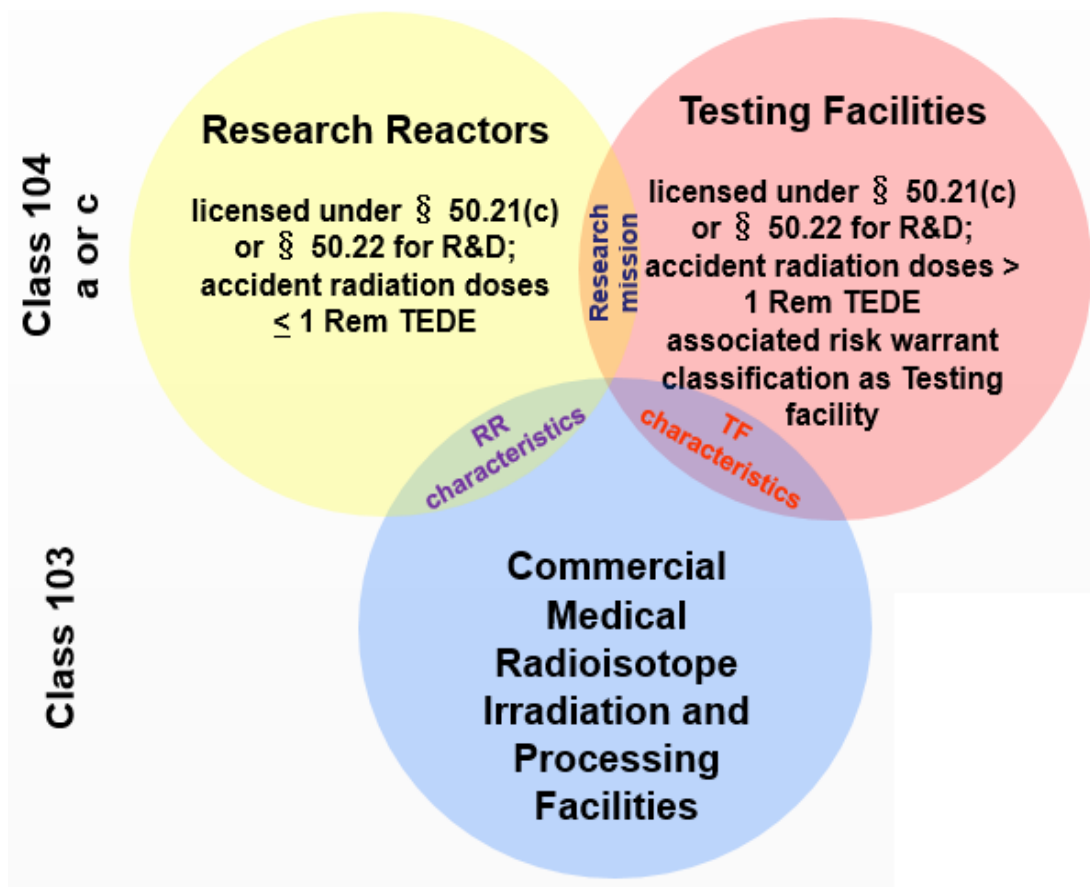 Class 104
a or c
Research Reactors
licensed under § 50.21(c)
or § 50.22 for R&D;
accident radiation doses
≤ 1 Rem TEDE
Research
mission
Testing Facilities
licensed under § 50.21(c)
or § 50.22 for R&D;
accident radiation doses >
1 Rem TEDE
associated risk warrant
classification as Testing
facility
RR
characteristics
TF
characteristics
Class 103
Commercial
Medical
Radioisotope
Irradiation and
Processing
Facilities